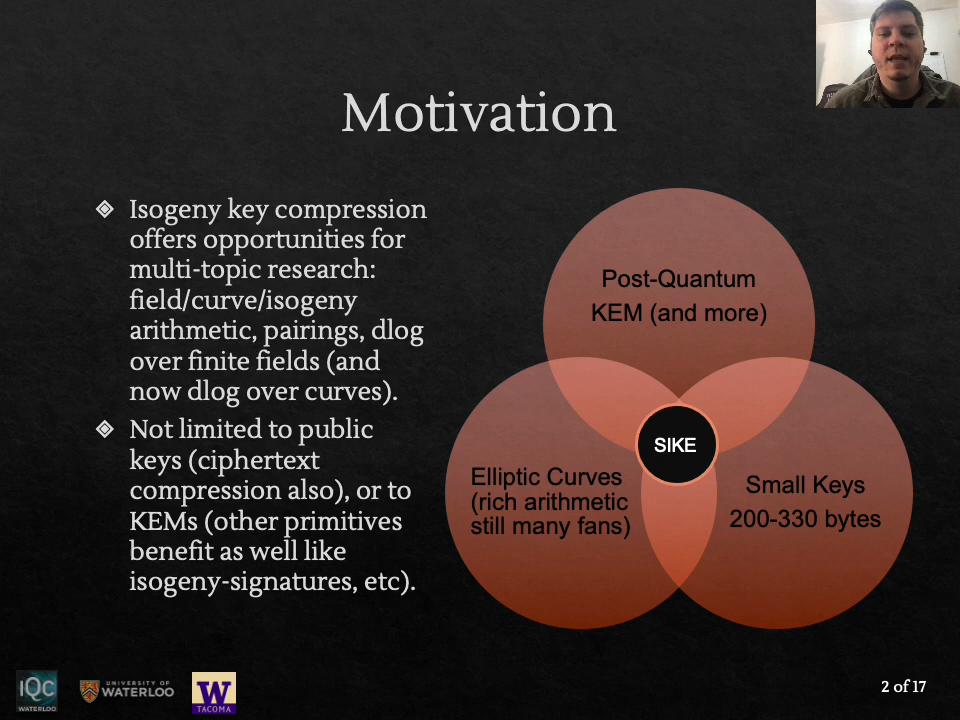 Motivation
Isogeny key compression
offers opportunities for
multi-topic research:
field/curve/isogeny
arithmetic, pairings, dlog
over finite fields (and
now dlog over curves).
Not limited to public
keys (ciphertext
compression also), or to
KEMs (other primitives
benefit as well like
isogeny-signatures, etc).
Post-Quantum
KEM (and more)
SIKE
Elliptic Curves
(rich arithmetic
still many fans)
Small Keys
200-330 bytes
IQC
WATERLOO
UNIVERSITY OF
WATERLOO
W
TACOMA
2 of 17